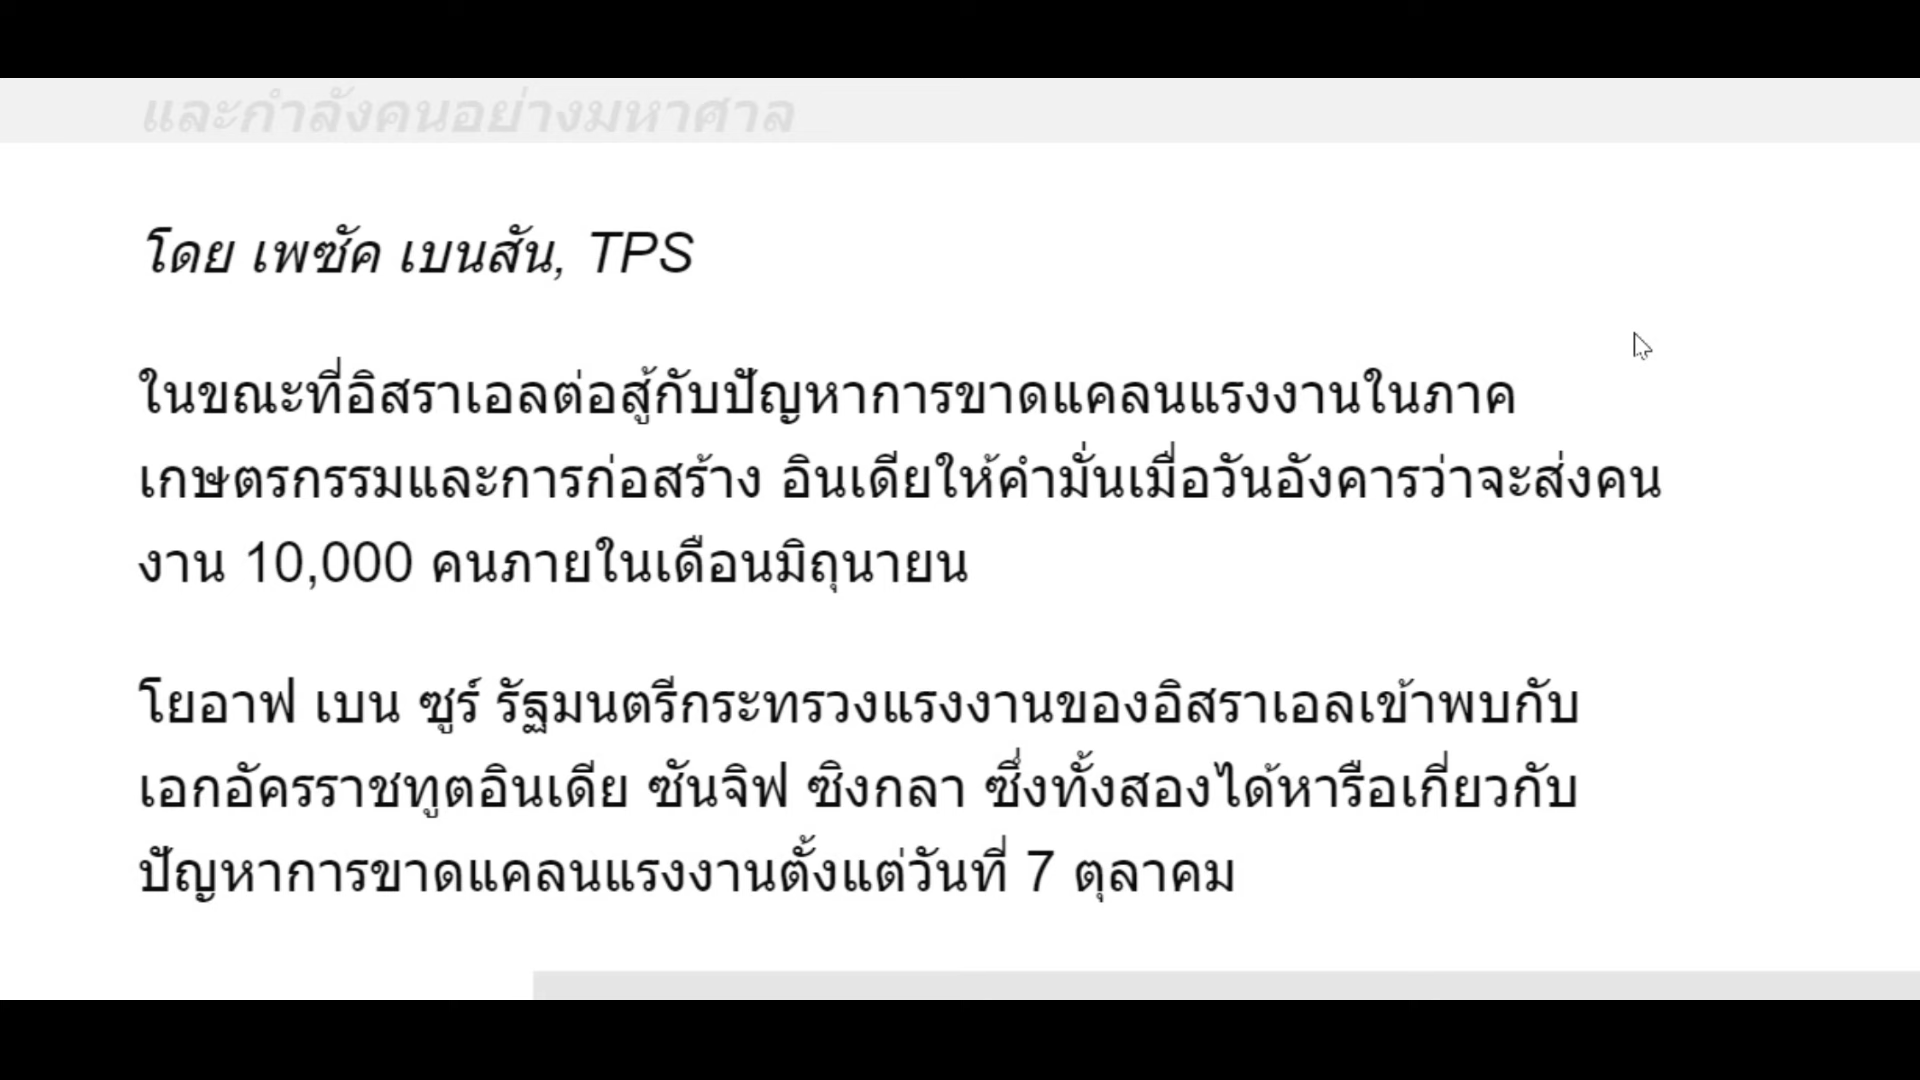 และกำลังคนอย่างมหาศาล
โดย เพซัค เบนสัน, TPS
ในขณะที่อิสราเอลต่อสู้กับปัญหาการขาดแคลนแรงงานในภาค
เกษตรกรรมและการก่อสร้าง อินเดียให้คำมั่นเมื่อวันอังคารว่าจะส่งคน
งาน 10,000 คนภายในเดือนมิถุนายน
โยอาฟ เบน ซูร์ รัฐมนตรีกระทรวงแรงงานของอิสราเอลเข้าพบกับ
เอกอัครราชทูตอินเดีย ซันจิฟ ซิงกลา ซึ่งทั้งสองได้หารือเกี่ยวกับ
ปัญหาการขาดแคลนแรงงานตั้งแต่วันที่ 7 ตุลาคม